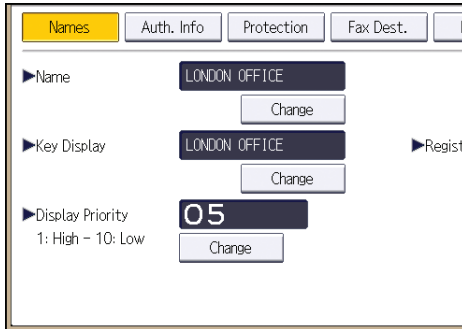 Names Auth. Info Protection Fax Dest.
▶Name LONDON OFFICE
Change
▶Key Display LONDON OFFICE ▶Regist
Change
▶Display Priority 05
1: High - 10: Low Change